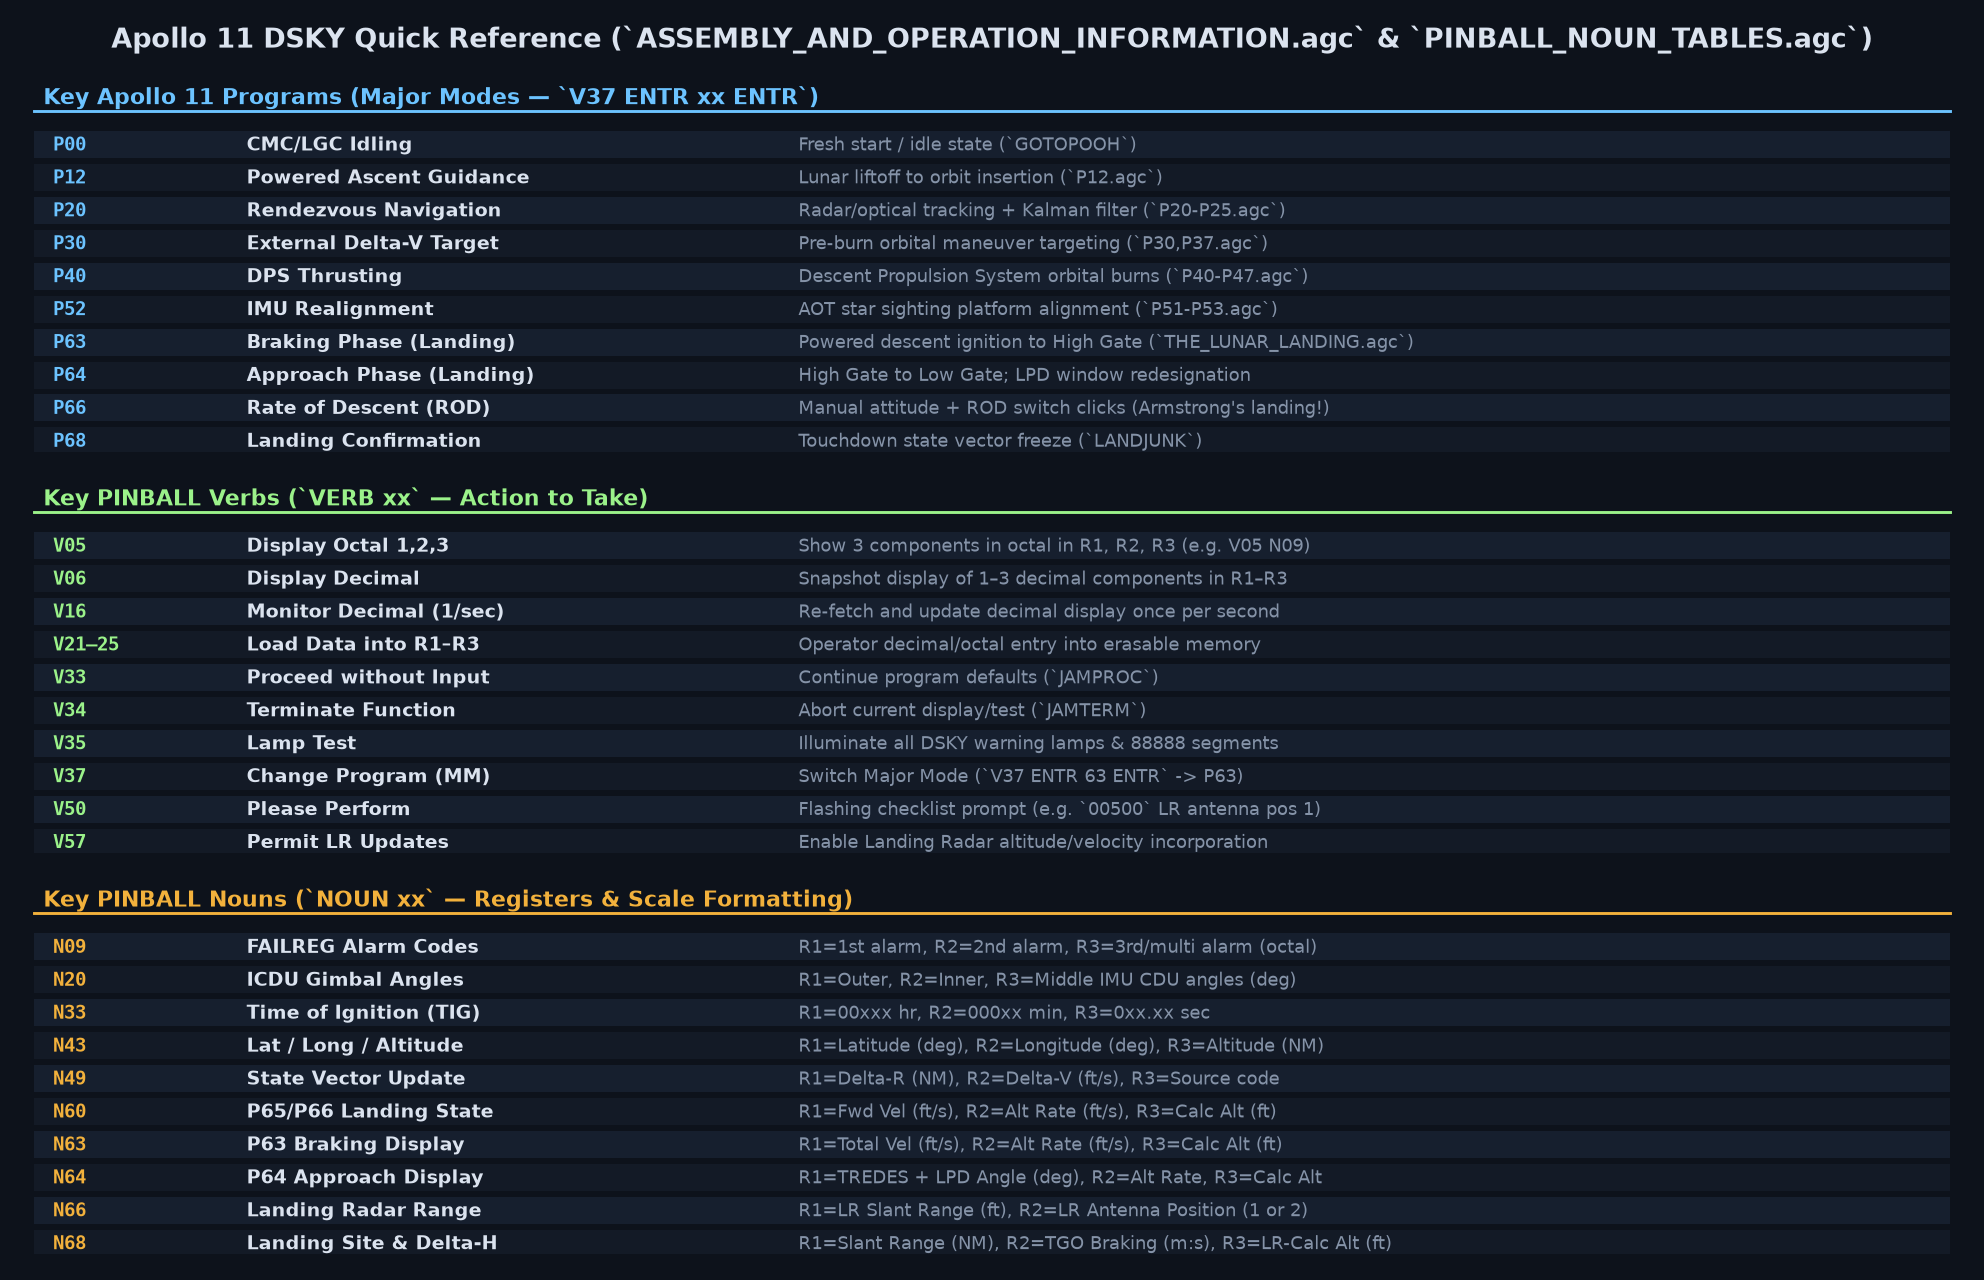 Apollo 11 DSKY Quick Reference (`ASSEMBLY_AND_OPERATION_INFORMATION.agc` & `PINBALL_NOUN_TABLES.agc`)
Key Apollo 11 Programs (Major Modes — `V37 ENTR xx ENTR`)
P00 CMC/LGC Idling Fresh start / idle state (`GOTOPOOH`)
P12 Powered Ascent Guidance Lunar liftoff to orbit insertion (`P12.agc`)
P20 Rendezvous Navigation Radar/optical tracking + Kalman filter (`P20-P25.agc`)
P30 External Delta-V Target Pre-burn orbital maneuver targeting (`P30,P37.agc`)
P40 DPS Thrusting Descent Propulsion System orbital burns (`P40-P47.agc`)
P52 IMU Realignment AOT star sighting platform alignment (`P51-P53.agc`)
P63 Braking Phase (Landing) Powered descent ignition to High Gate (`THE_LUNAR_LANDING.agc`)
P64 Approach Phase (Landing) High Gate to Low Gate; LPD window redesignation
P66 Rate of Descent (ROD) Manual attitude + ROD switch clicks (Armstrong's landing!)
P68 Landing Confirmation Touchdown state vector freeze (`LANDJUNK`)
Key PINBALL Verbs (`VERB xx` — Action to Take)
V05 Display Octal 1,2,3 Show 3 components in octal in R1, R2, R3 (e.g. V05 N09)
V06 Display Decimal Snapshot display of 1–3 decimal components in R1–R3
V16 Monitor Decimal (1/sec) Re-fetch and update decimal display once per second
V21–25 Load Data into R1–R3 Operator decimal/octal entry into erasable memory
V33 Proceed without Input Continue program defaults (`JAMPROC`)
V34 Terminate Function Abort current display/test (`JAMTERM`)
V35 Lamp Test Illuminate all DSKY warning lamps & 88888 segments
V37 Change Program (MM) Switch Major Mode (`V37 ENTR 63 ENTR` -> P63)
V50 Please Perform Flashing checklist prompt (e.g. `00500` LR antenna pos 1)
V57 Permit LR Updates Enable Landing Radar altitude/velocity incorporation
Key PINBALL Nouns (`NOUN xx` — Registers & Scale Formatting)
N09 FAILREG Alarm Codes R1=1st alarm, R2=2nd alarm, R3=3rd/multi alarm (octal)
N20 ICDU Gimbal Angles R1=Outer, R2=Inner, R3=Middle IMU CDU angles (deg)
N33 Time of Ignition (TIG) R1=00xxx hr, R2=000xx min, R3=0xx.xx sec
N43 Lat / Long / Altitude R1=Latitude (deg), R2=Longitude (deg), R3=Altitude (NM)
N49 State Vector Update R1=Delta-R (NM), R2=Delta-V (ft/s), R3=Source code
N60 P65/P66 Landing State R1=Fwd Vel (ft/s), R2=Alt Rate (ft/s), R3=Calc Alt (ft)
N63 P63 Braking Display R1=Total Vel (ft/s), R2=Alt Rate (ft/s), R3=Calc Alt (ft)
N64 P64 Approach Display R1=TREDES + LPD Angle (deg), R2=Alt Rate, R3=Calc Alt
N66 Landing Radar Range R1=LR Slant Range (ft), R2=LR Antenna Position (1 or 2)
N68 Landing Site & Delta-H R1=Slant Range (NM), R2=TGO Braking (m:s), R3=LR-Calc Alt (ft)